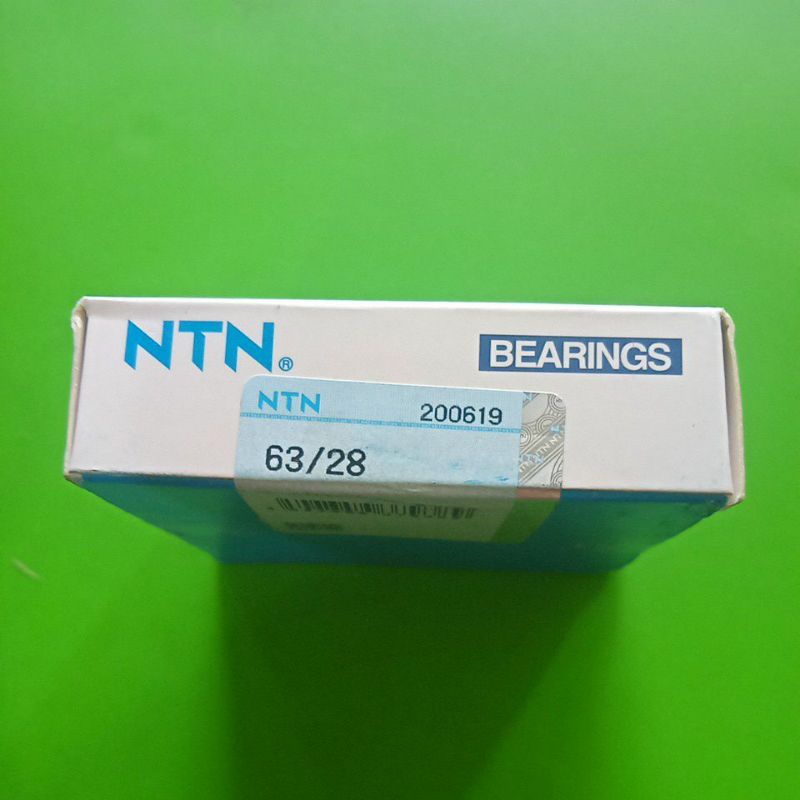 NTN®
BEARINGS
NTN
200619
63/28